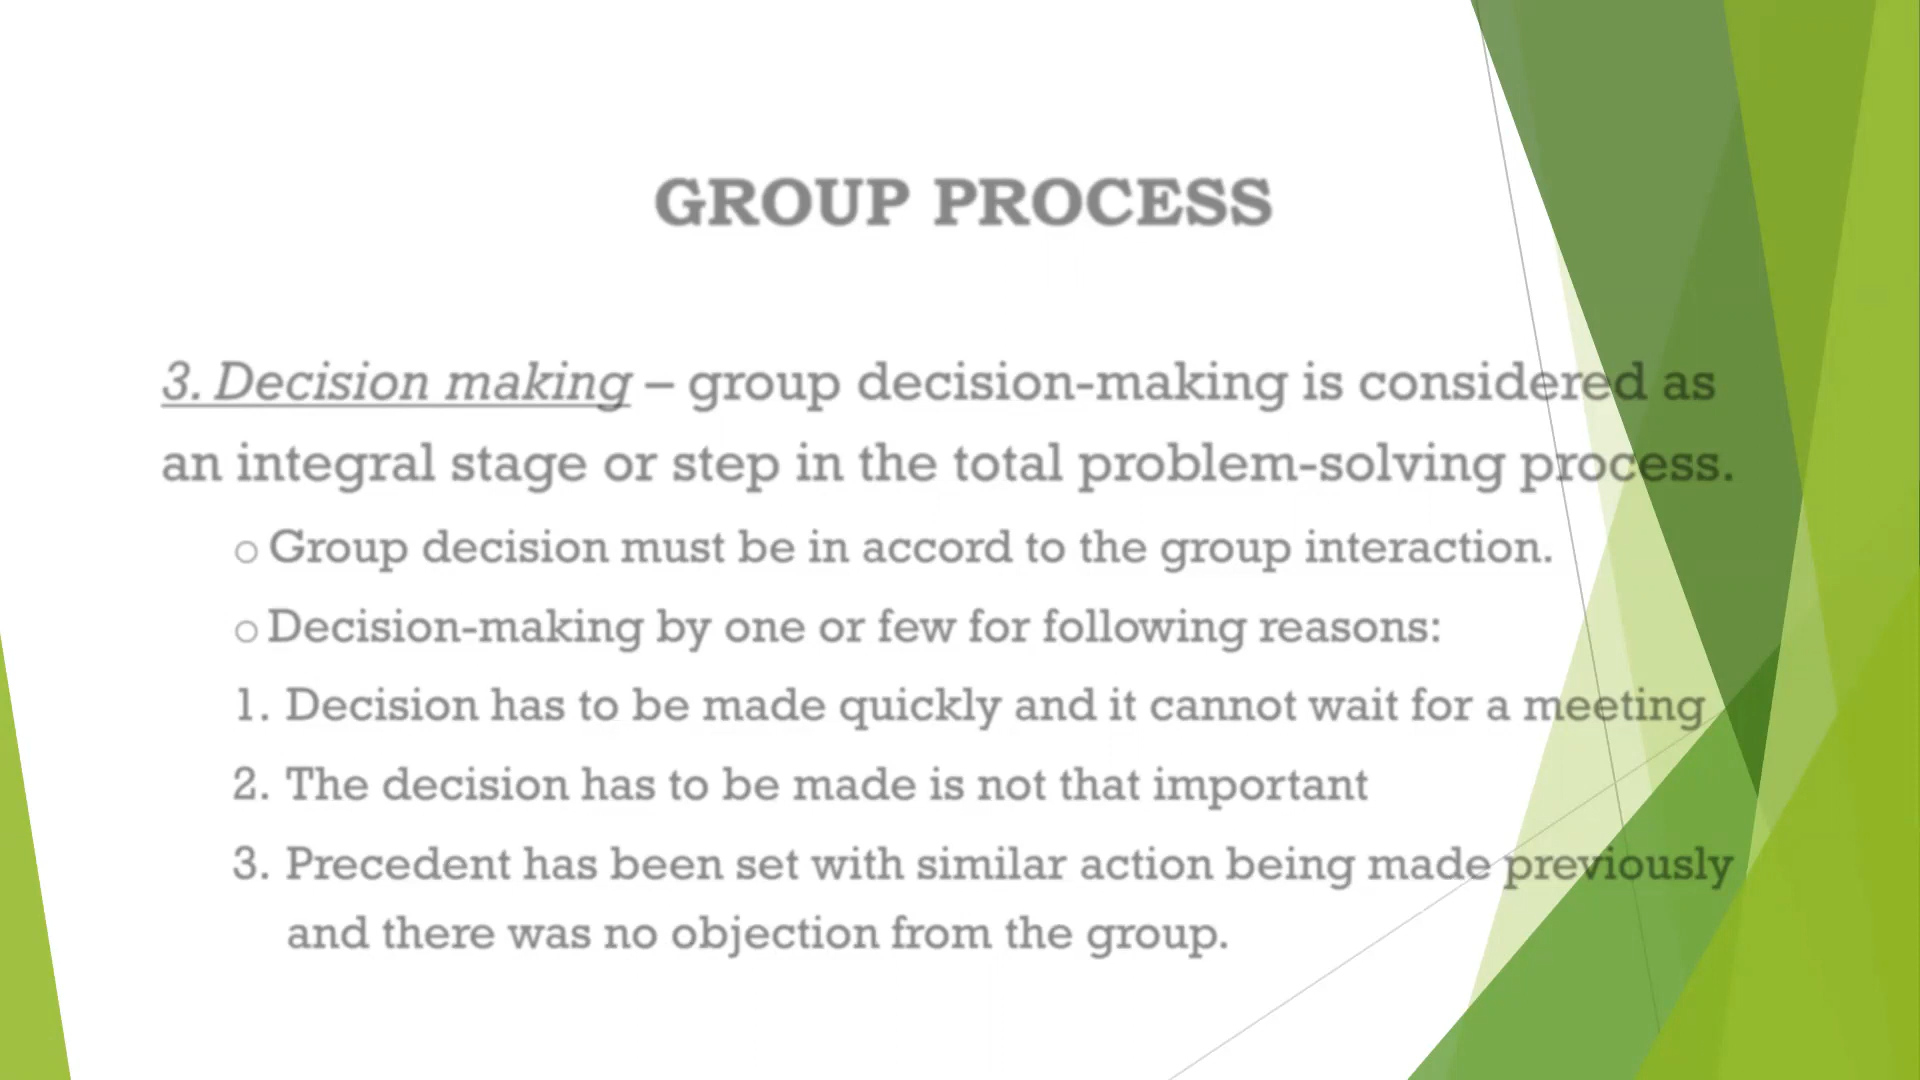 GROUP PROCESS
3. Decision making – group decision-making is considered as
an integral stage or step in the total problem-solving process.
o Group decision must be in accord to the group interaction.
o Decision-making by one or few for following reasons:
1. Decision has to be made quickly and it cannot wait for a meeting
2. The decision has to be made is not that important
3. Precedent has been set with similar action being made previously
and there was no objection from the group.